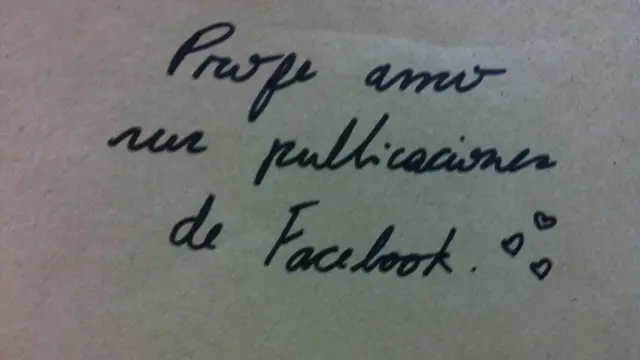 Profe amo
sus publicaciones
de Facebook. ♡♡♡